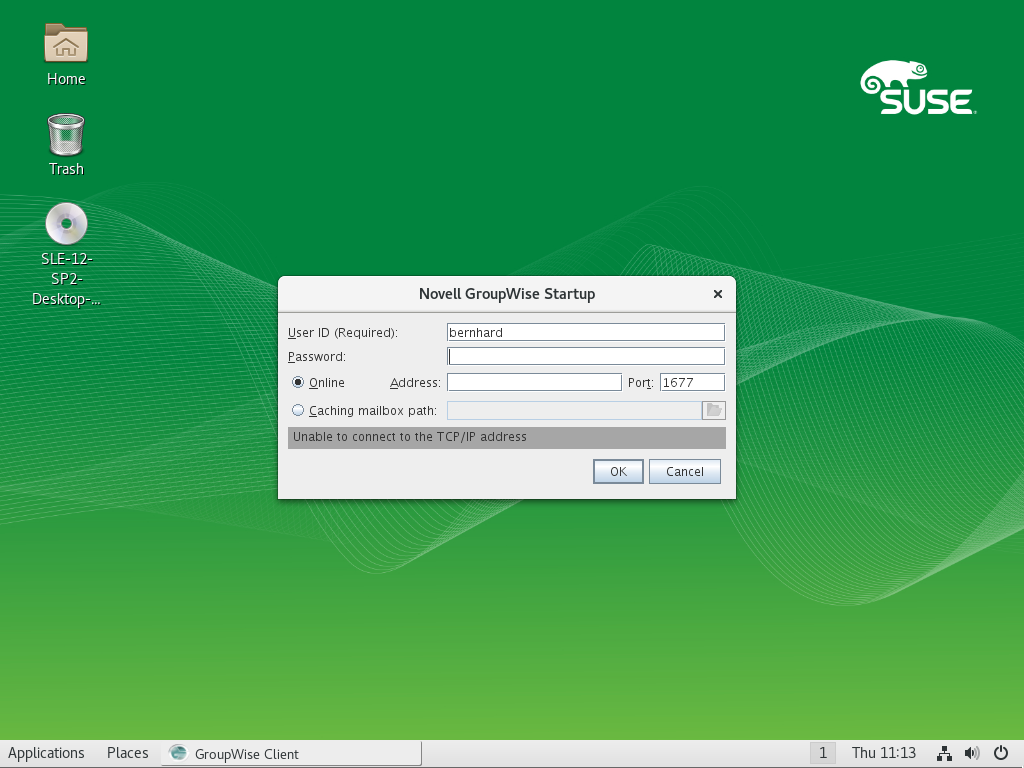 Home
Trash
SLE-12-
SP2-
Desktop-...
SUSE
Novell GroupWise Startup
User ID (Required): bernhard
Password:
Online Address: Port: 1677
Caching mailbox path:
Unable to connect to the TCP/IP address
OK Cancel
Applications Places GroupWise Client 1 Thu 11:13